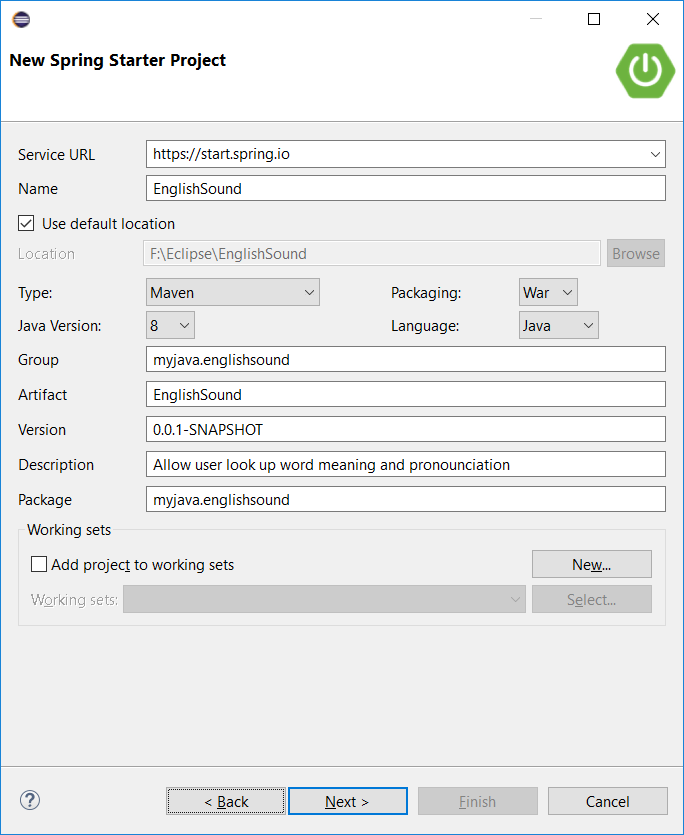 New Spring Starter Project
Service URL https://start.spring.io
Name EnglishSound
Use default location
Location F:\Eclipse\EnglishSound Browse
Type: Maven Packaging: War
Java Version: 8 Language: Java
Group myjava.englishsound
Artifact EnglishSound
Version 0.0.1-SNAPSHOT
Description Allow user look up word meaning and pronounciation
Package myjava.englishsound
Working sets
Add project to working sets New...
Working sets: Select...
? < Back Next > Finish Cancel